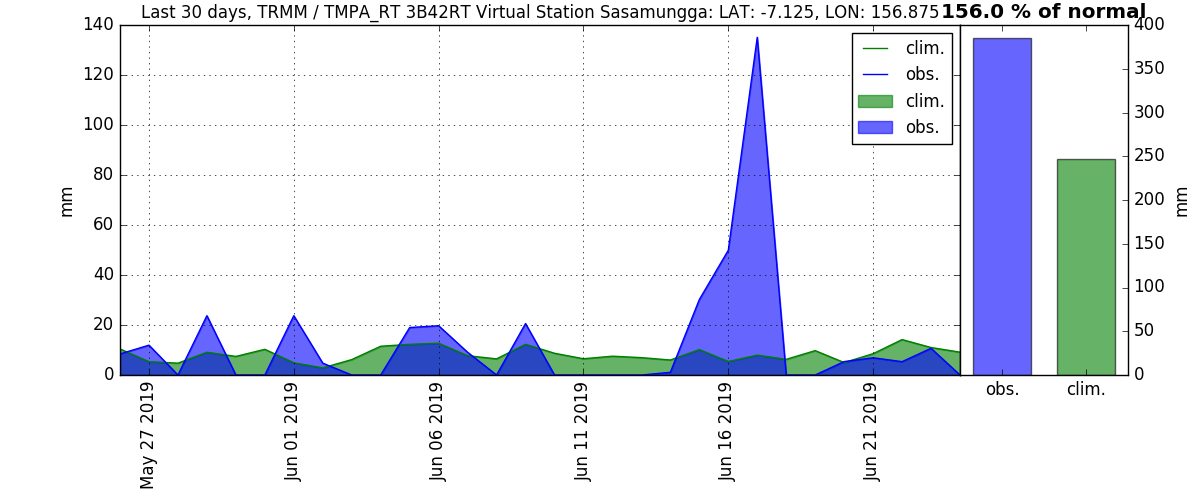 Last 30 days, TRMM / TMPA_RT 3B42RT Virtual Station Sasamungga: LAT: -7.125, LON: 156.875
156.0 % of normal
140
120
100
80
60
40
20
0
mm
clim.
obs.
clim.
obs.
May 27 2019
Jun 01 2019
Jun 06 2019
Jun 11 2019
Jun 16 2019
Jun 21 2019
400
350
300
250
200
150
100
50
0
mm
obs.
clim.